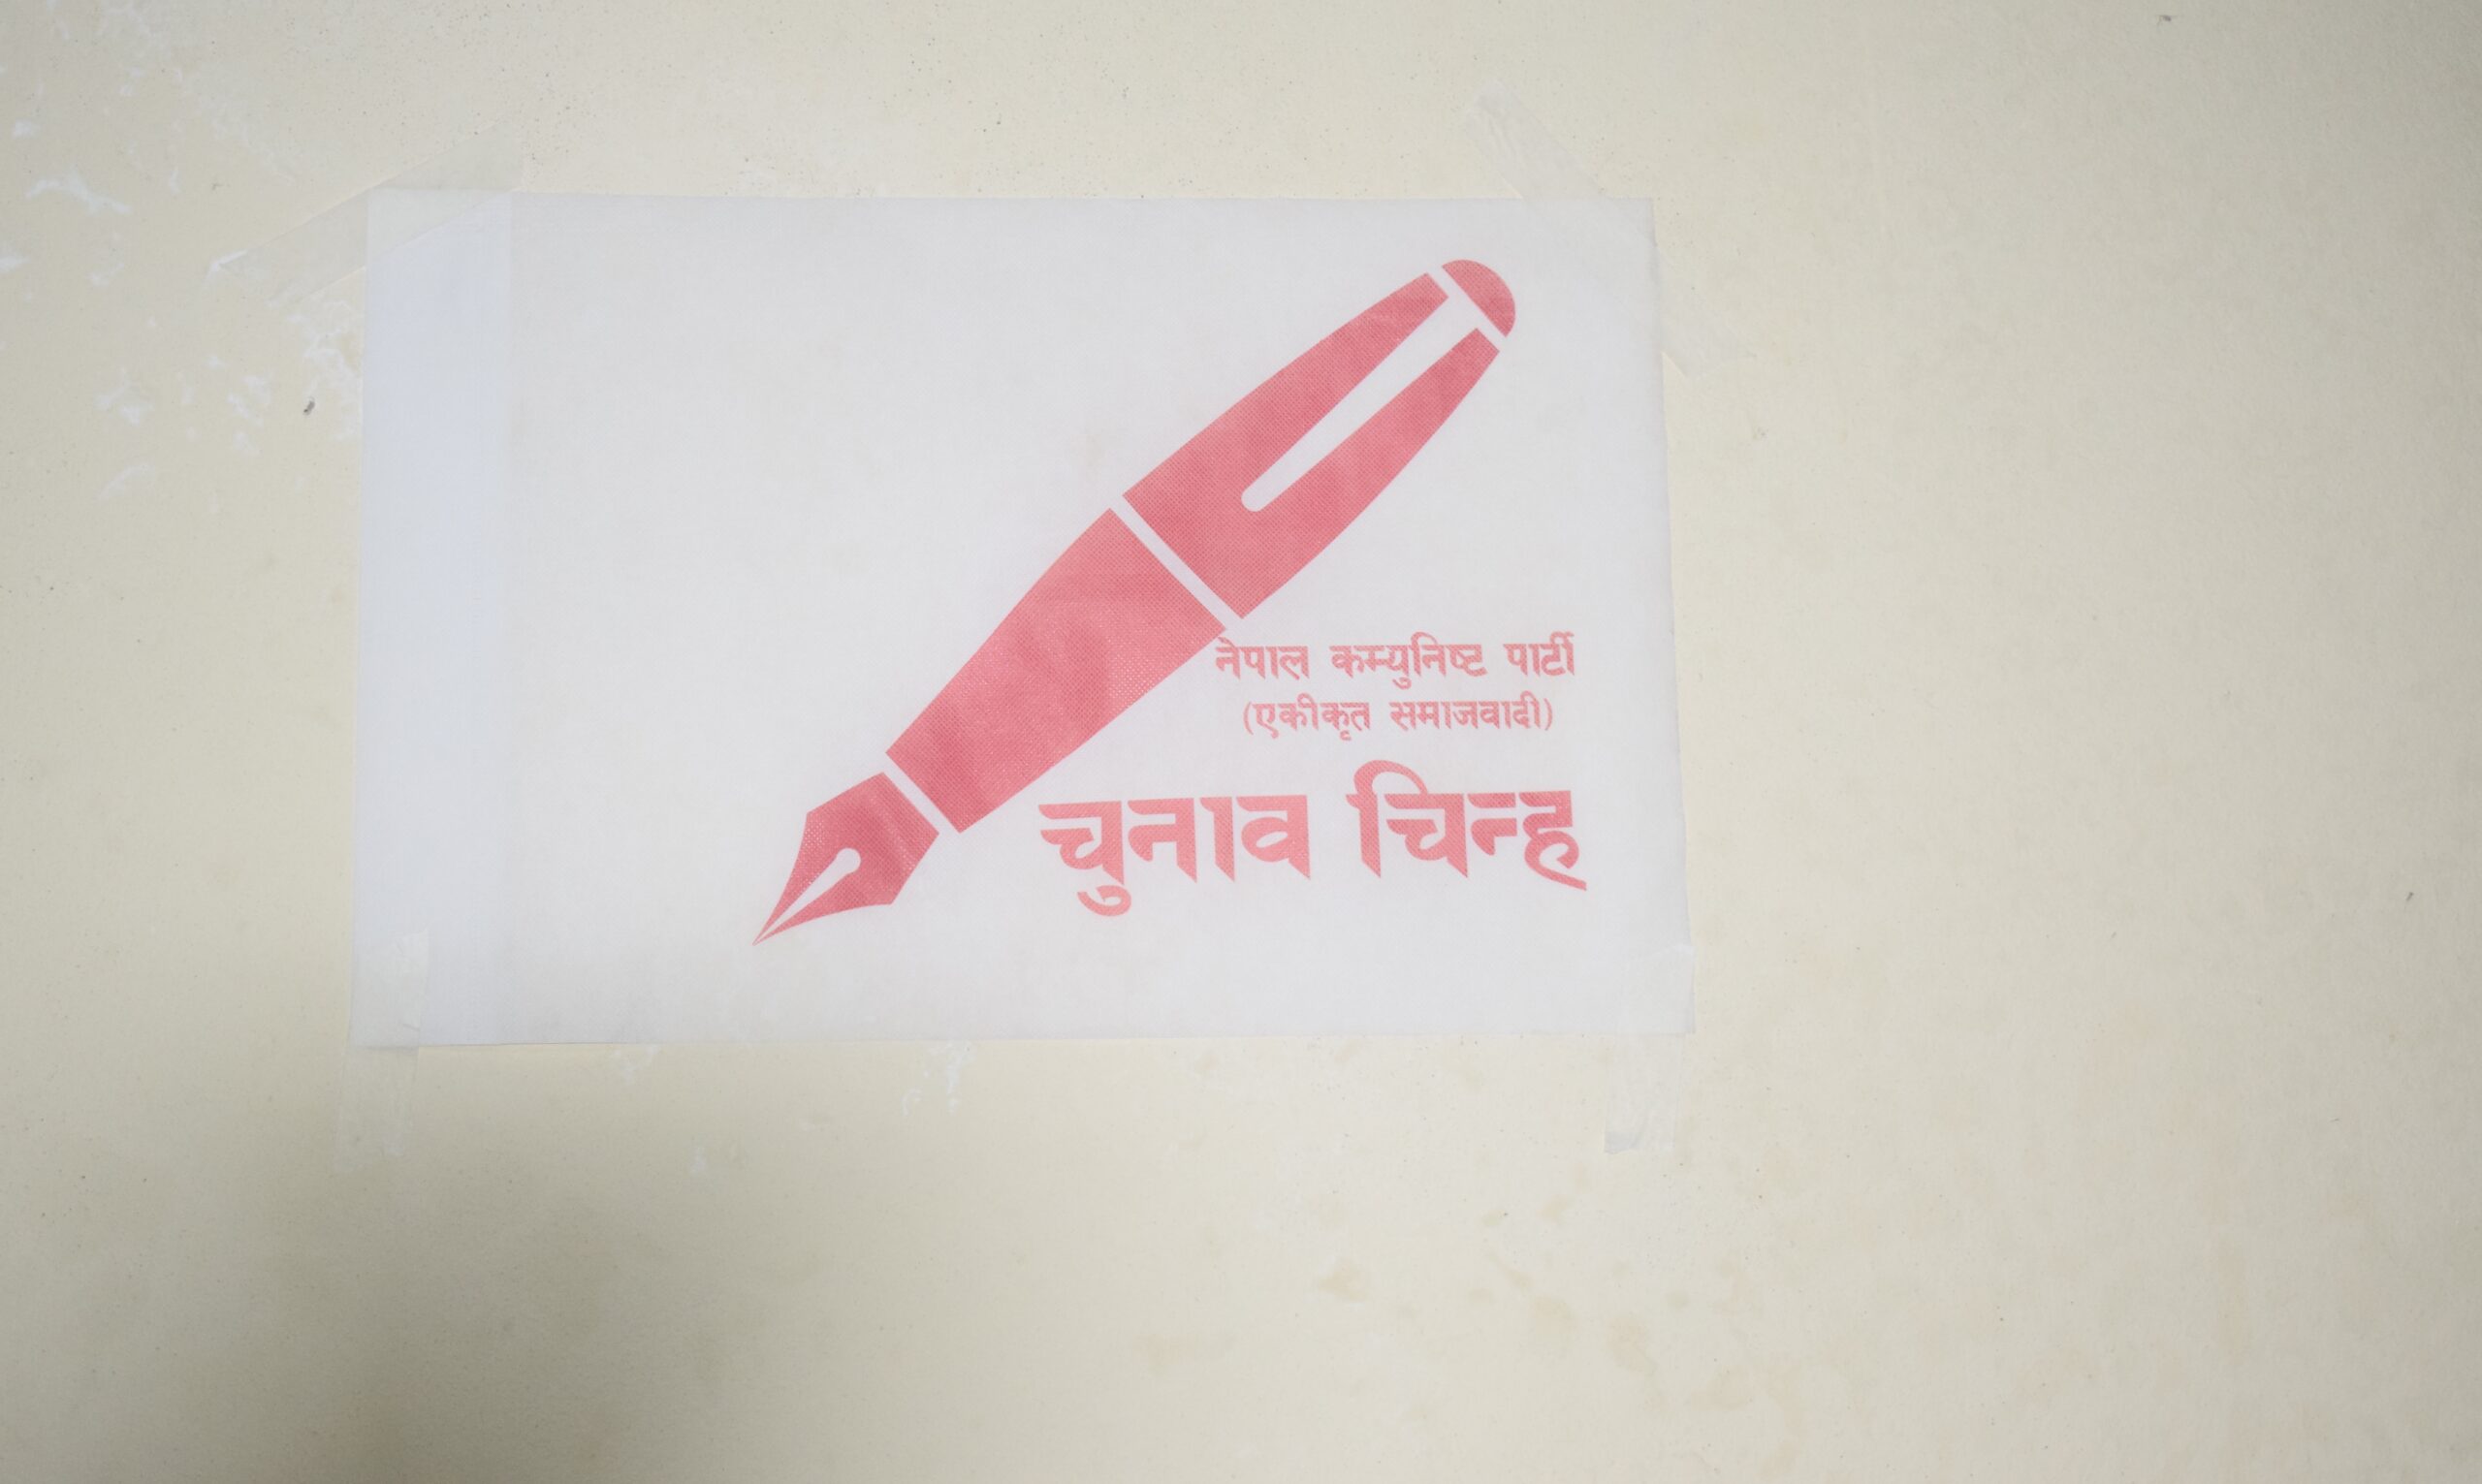 नेपाल कम्युनिष्ट पार्टी
(एकीकृत समाजवादी)
चुनाव चिन्ह